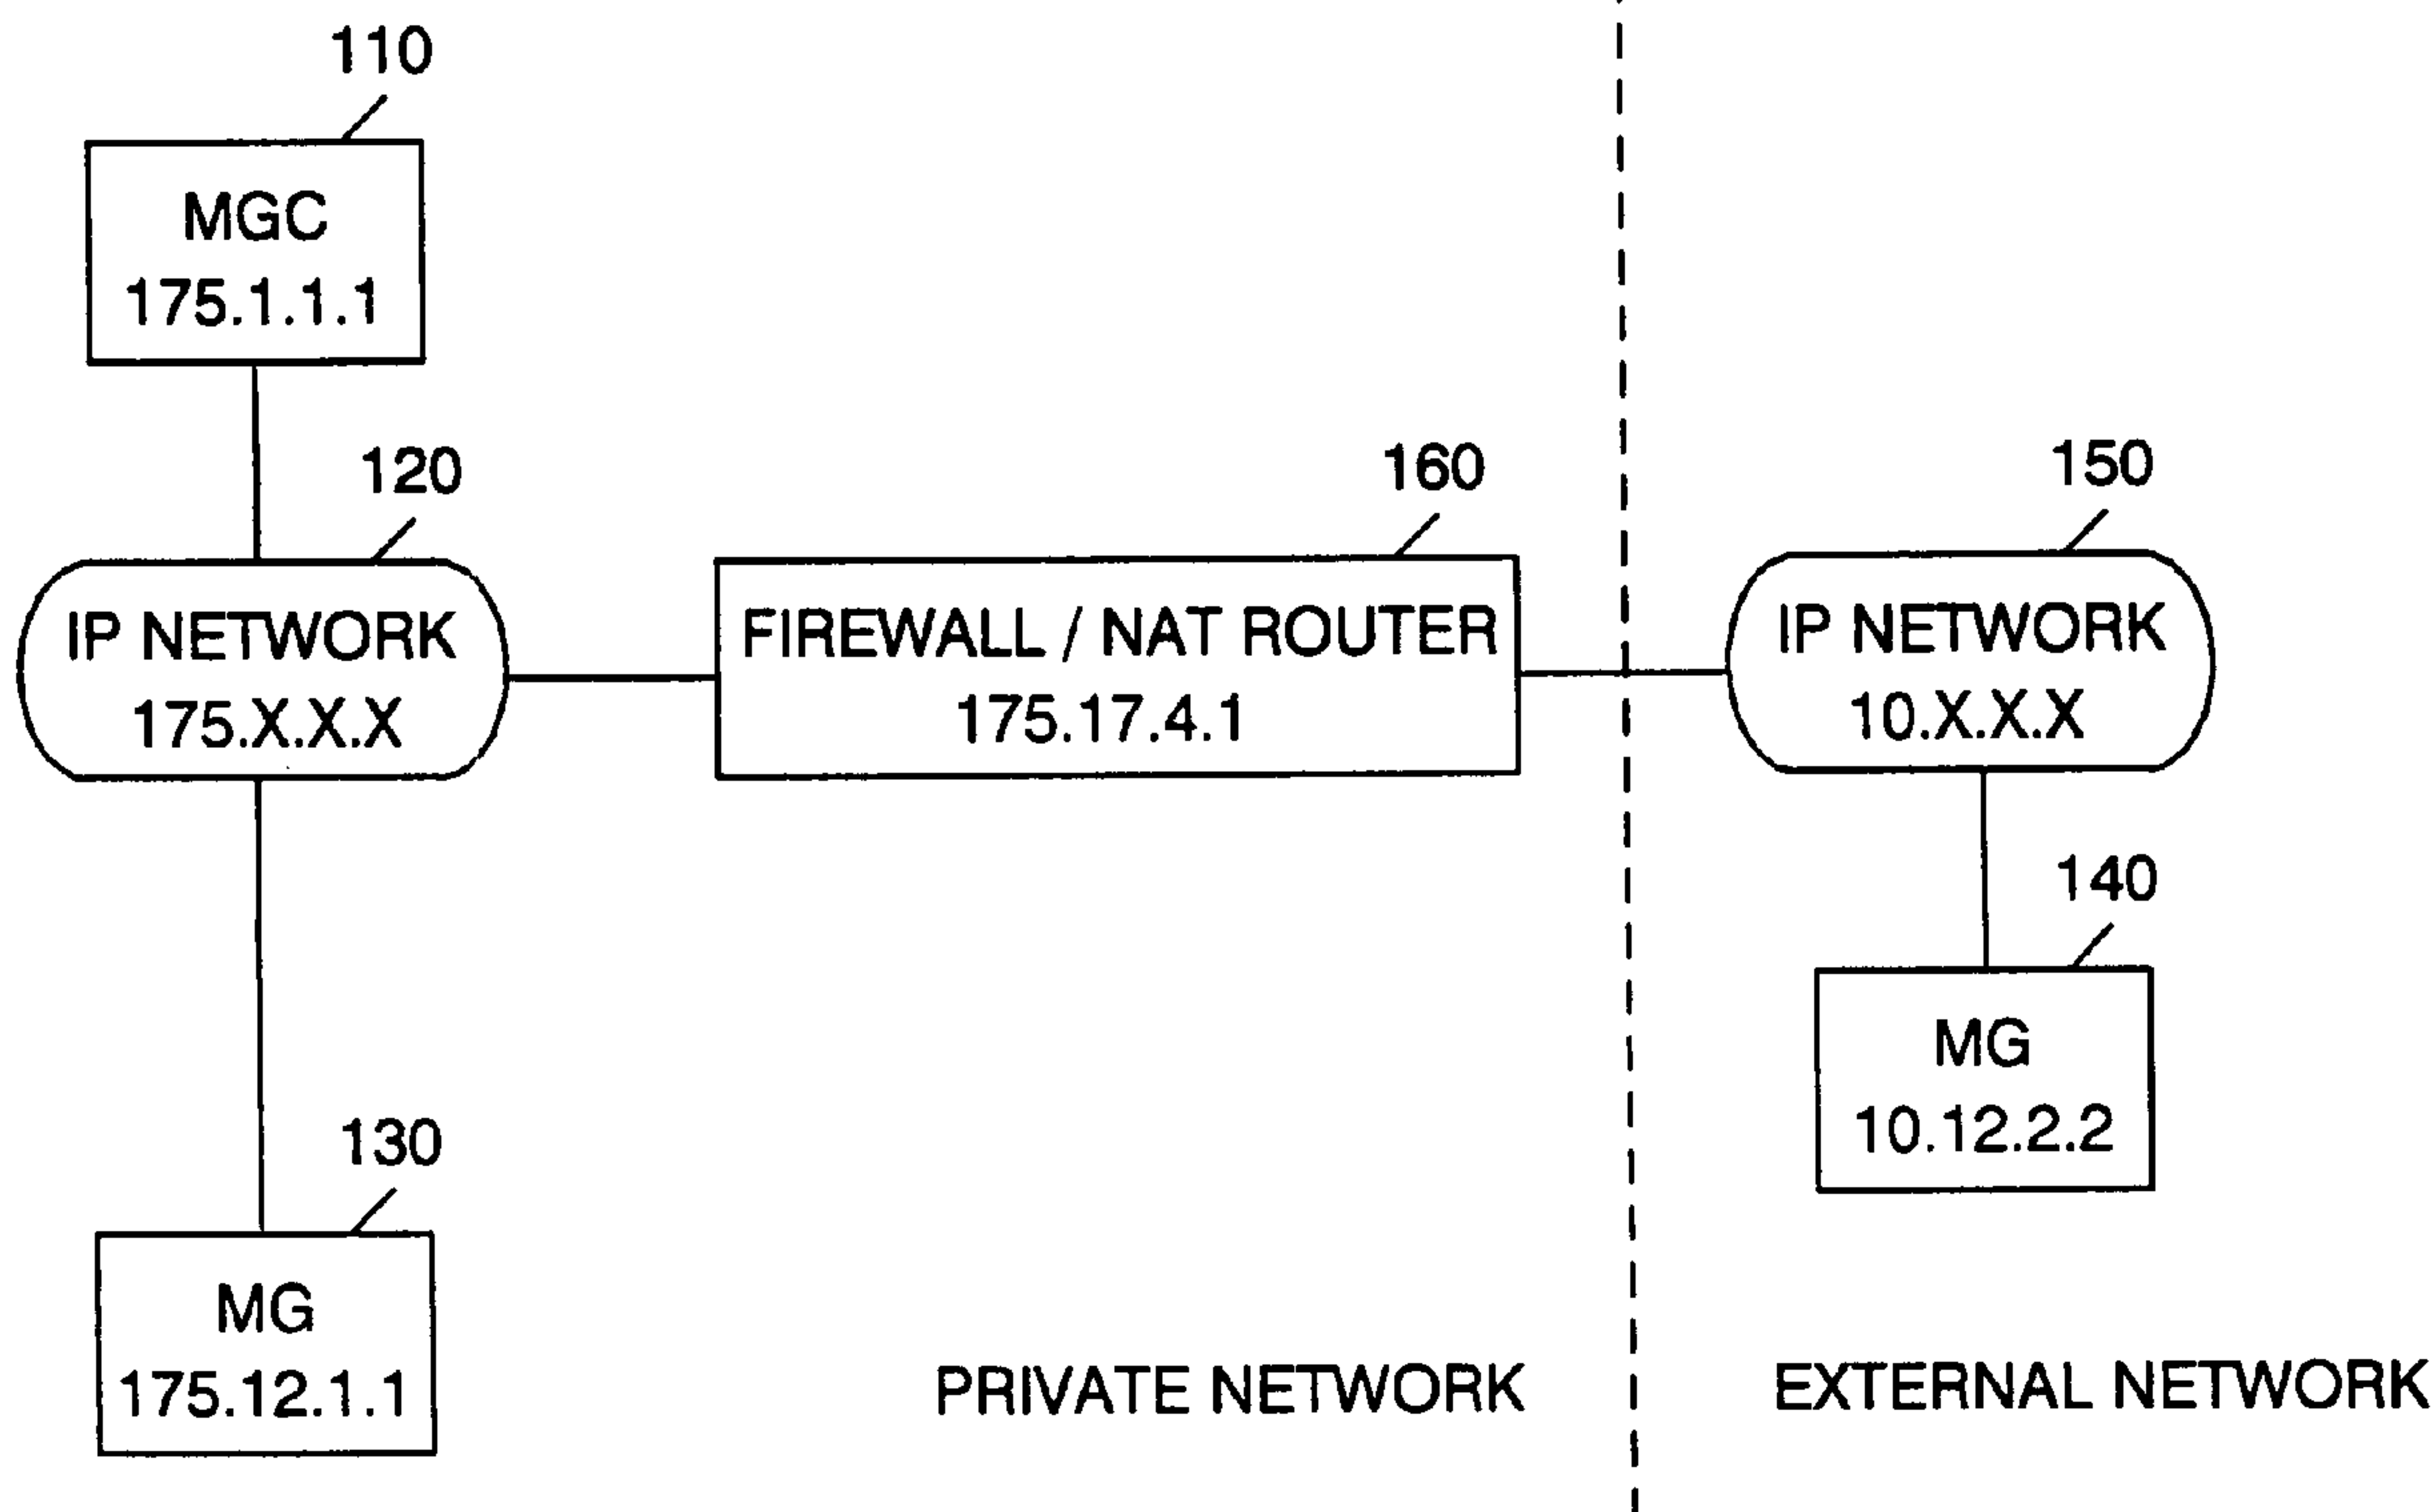 110
MGC
175.1.1.1
120
IP NETWORK
175.X.X.X
160
FIREWALL / NAT ROUTER
175.17.4.1
150
IP NETWORK
10.X.X.X
140
MG
10.12.2.2
130
MG
175.12.1.1
PRIVATE NETWORK
EXTERNAL NETWORK